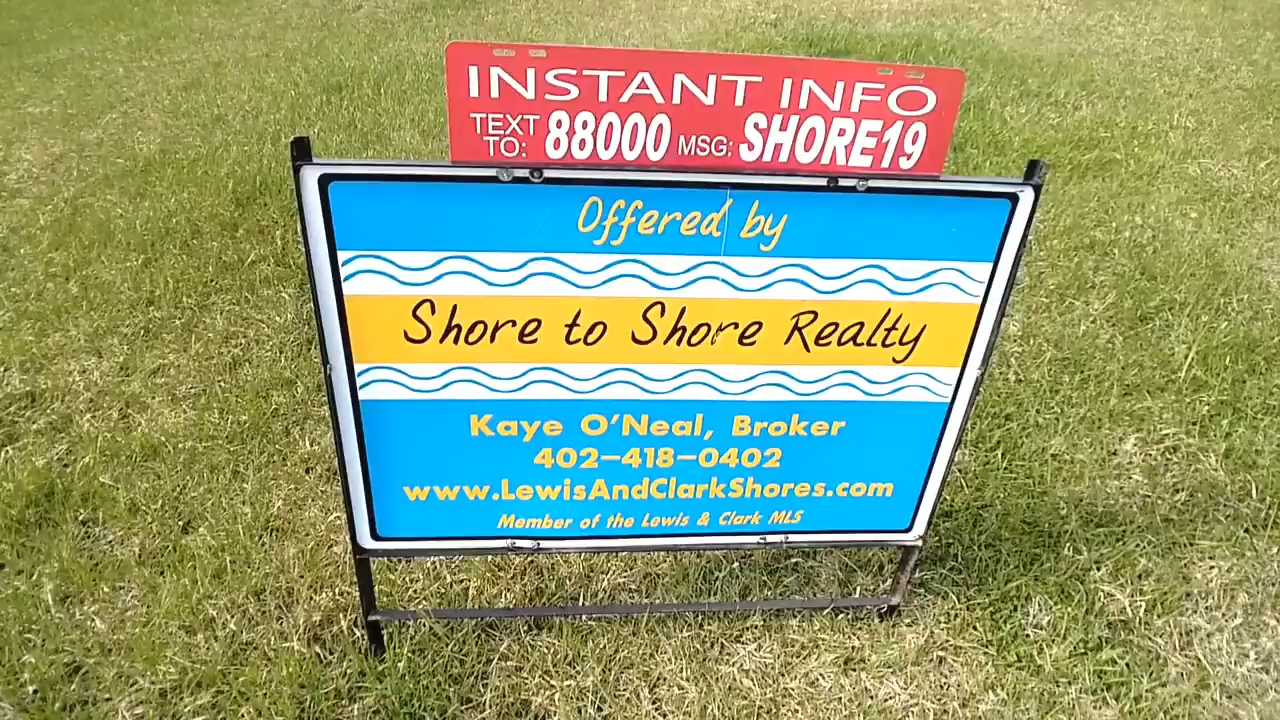 INSTANT INFO
TEXT TO: 88000 MSG: SHORE19
Offered by
Shore to Shore Realty
Kaye O'Neal, Broker
402-418-0402
www.LewisAndClarkShores.com
Member of the Lewis & Clark MLS